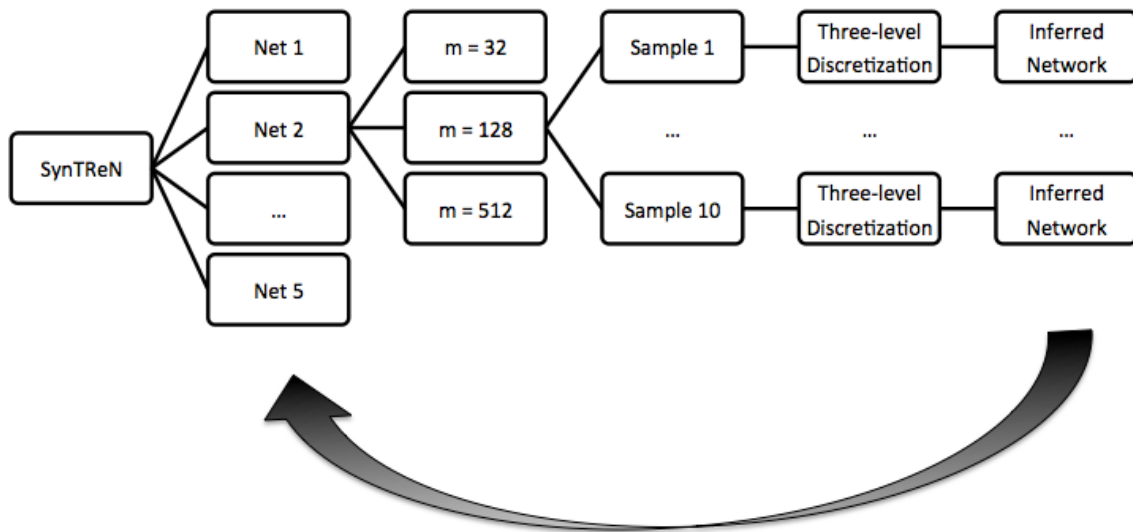 SynTReN
Net 1
Net 2
...
Net 5
m = 32
m = 128
m = 512
Sample 1
...
Sample 10
Three-level
Discretization
...
Three-level
Discretization
Inferred
Network
...
Inferred
Network